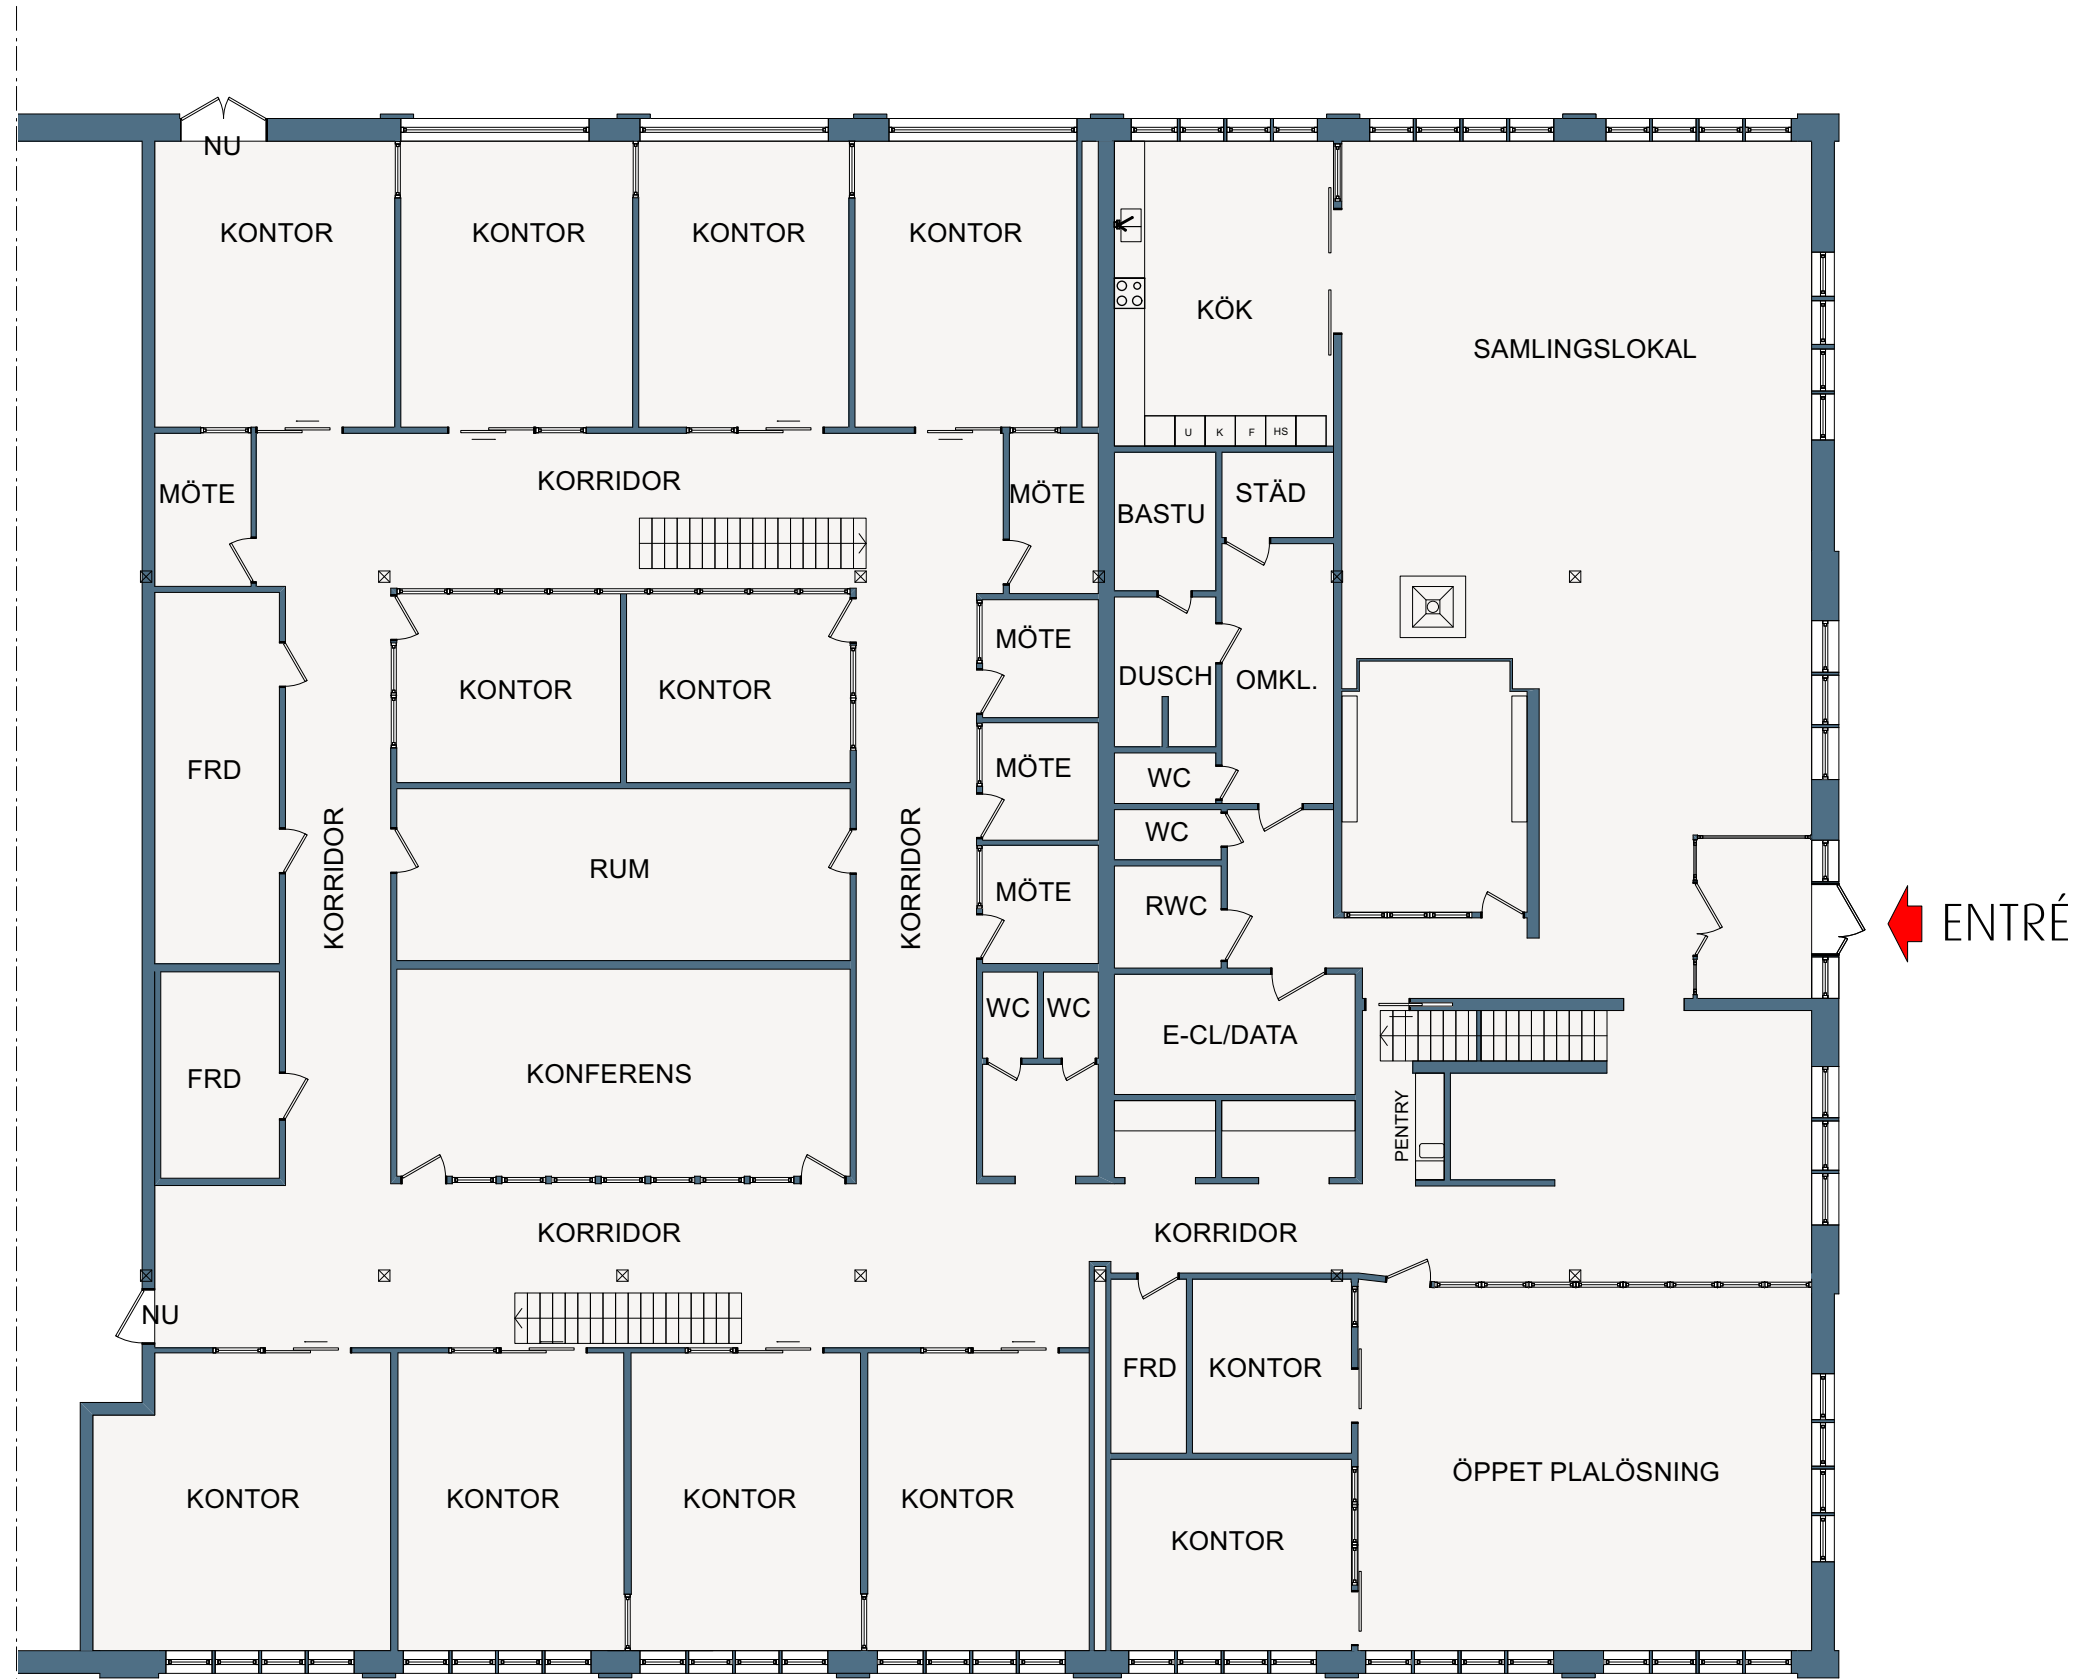 NU
KONTOR
KONTOR
KONTOR
KONTOR
KÖK
SAMLINGSLOKAL
U
K
F
HS
KORRIDOR
MÖTE
MÖTE
BASTU
STÄD
MÖTE
KONTOR
KONTOR
DUSCH
OMKL.
FRD
MÖTE
WC
WC
KORRIDOR
RUM
KORRIDOR
MÖTE
RWC
ENTRÉ
WC
WC
E-CL/DATA
FRD
KONFERENS
PENTRY
KORRIDOR
KORRIDOR
NU
FRD
KONTOR
KONTOR
KONTOR
KONTOR
KONTOR
ÖPPET PLALÖSNING
KONTOR